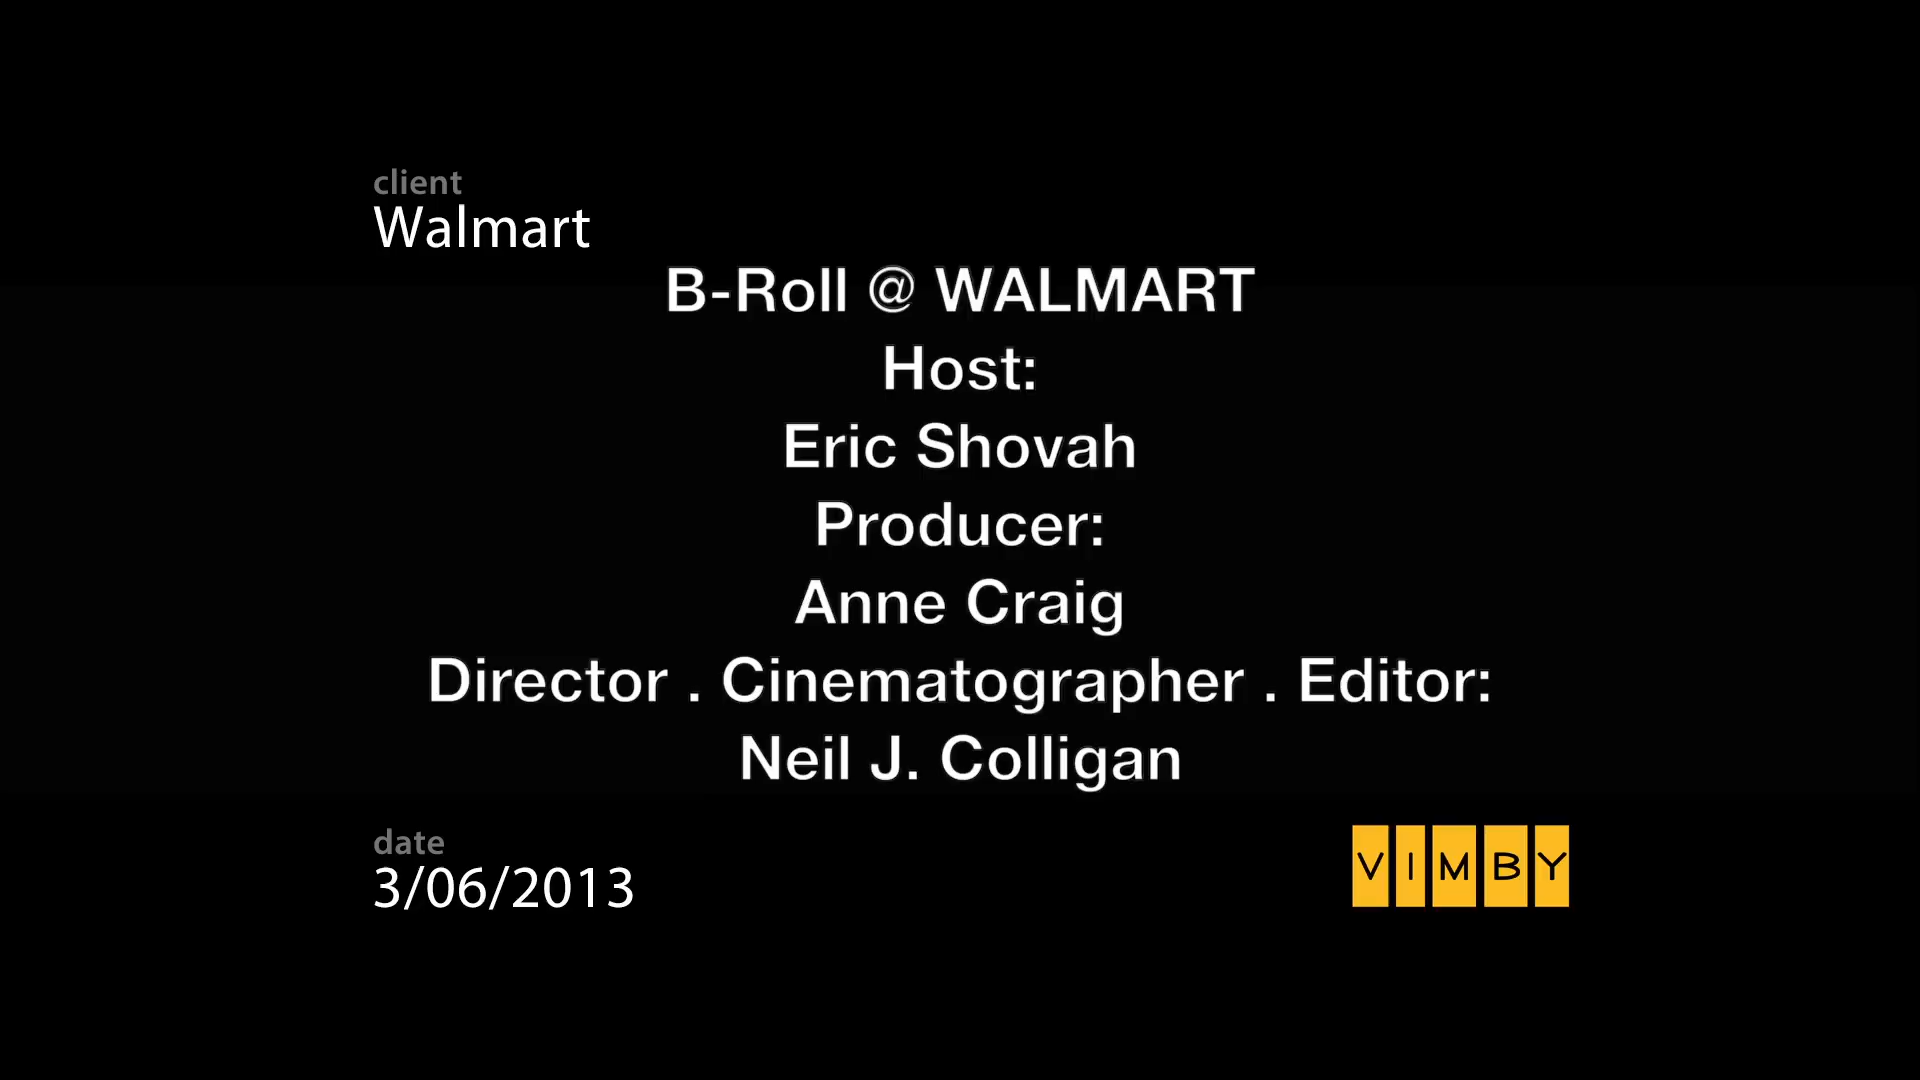 client
Walmart
B-Roll @ WALMART
Host:
Eric Shovah
Producer:
Anne Craig
Director . Cinematographer . Editor:
Neil J. Colligan
date
3/06/2013
VIMBY